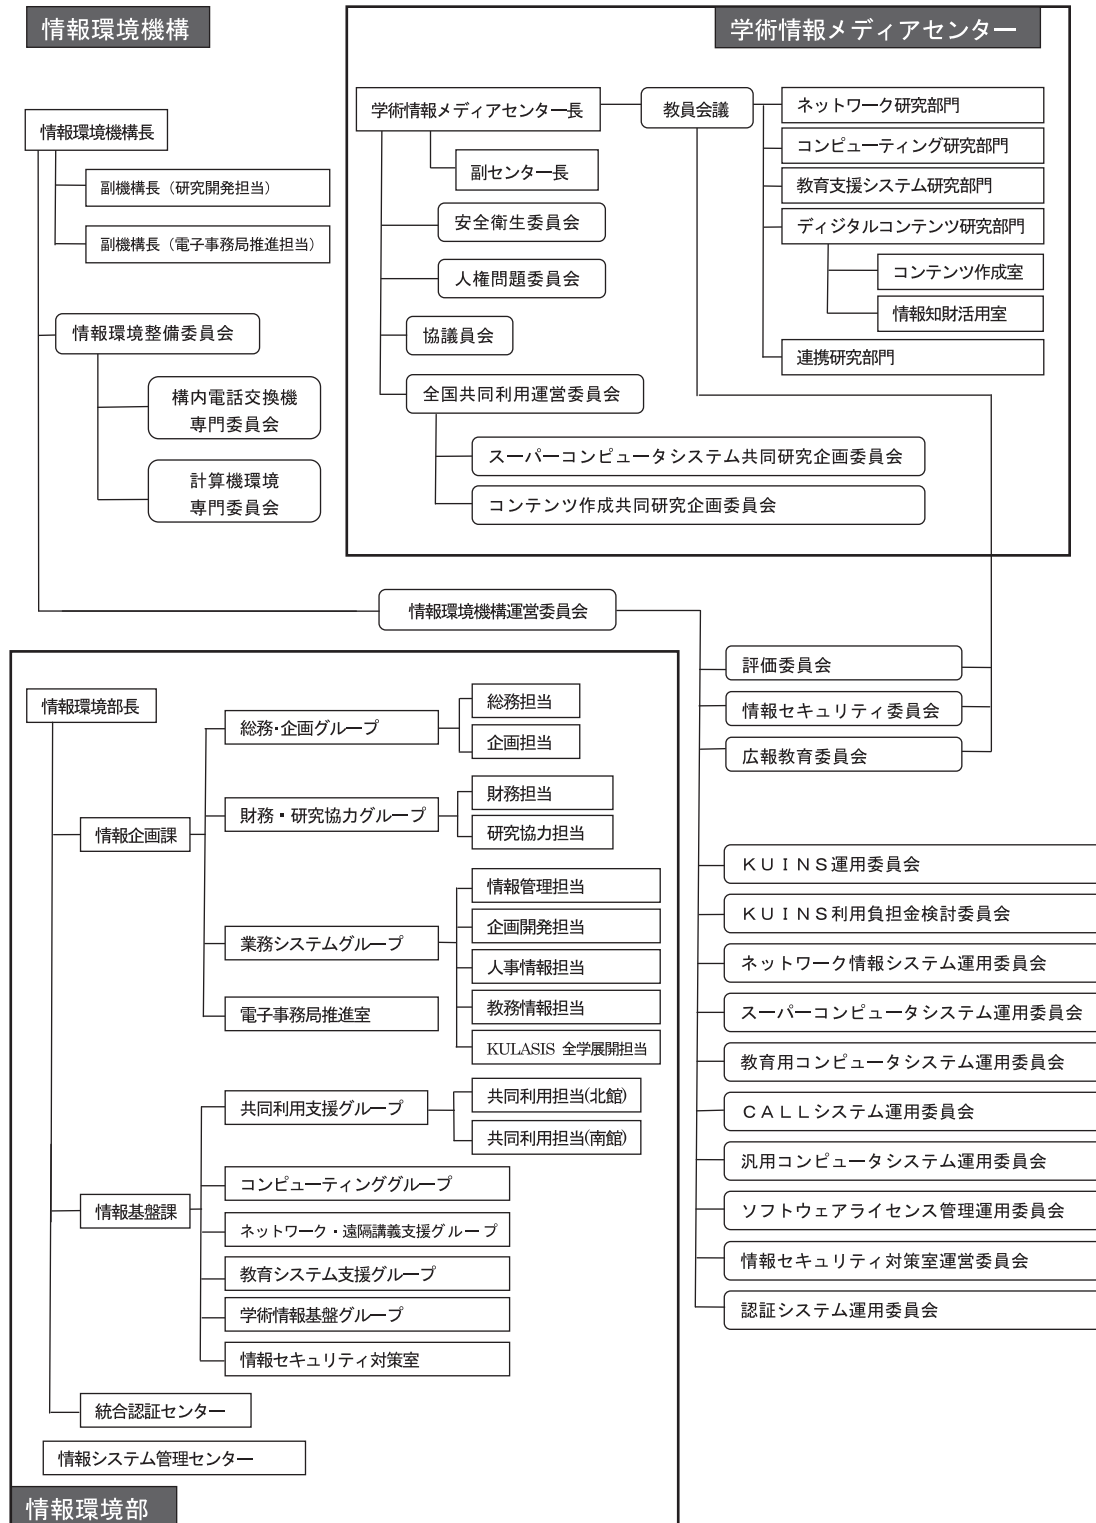 情報環境機構
学術情報メディアセンター
情報環境機構長
副機構長（研究開発担当）
副機構長（電子事務局推進担当）
情報環境整備委員会
構内電話交換機
専門委員会
計算機環境
専門委員会
学術情報メディアセンター長
副センター長
安全衛生委員会
人権問題委員会
協議員会
全国共同利用運営委員会
スーパーコンピュータシステム共同研究企画委員会
コンテンツ作成共同研究企画委員会
教員会議
ネットワーク研究部門
コンピューティング研究部門
教育支援システム研究部門
ディジタルコンテンツ研究部門
コンテンツ作成室
情報知財活用室
連携研究部門
情報環境機構運営委員会
評価委員会
情報セキュリティ委員会
広報教育委員会
ＫＵＩＮＳ運用委員会
ＫＵＩＮＳ利用負担金検討委員会
ネットワーク情報システム運用委員会
スーパーコンピュータシステム運用委員会
教育用コンピュータシステム運用委員会
ＣＡＬＬシステム運用委員会
汎用コンピュータシステム運用委員会
ソフトウェアライセンス管理運用委員会
情報セキュリティ対策室運営委員会
認証システム運用委員会
情報環境部長
情報企画課
総務・企画グループ
総務担当
企画担当
財務・研究協力グループ
財務担当
研究協力担当
業務システムグループ
情報管理担当
企画開発担当
人事情報担当
教務情報担当
KULASIS 全学展開担当
電子事務局推進室
情報基盤課
共同利用支援グループ
共同利用担当(北館)
共同利用担当(南館)
コンピューティンググループ
ネットワーク・遠隔講義支援グループ
教育システム支援グループ
学術情報基盤グループ
情報セキュリティ対策室
統合認証センター
情報システム管理センター
情報環境部